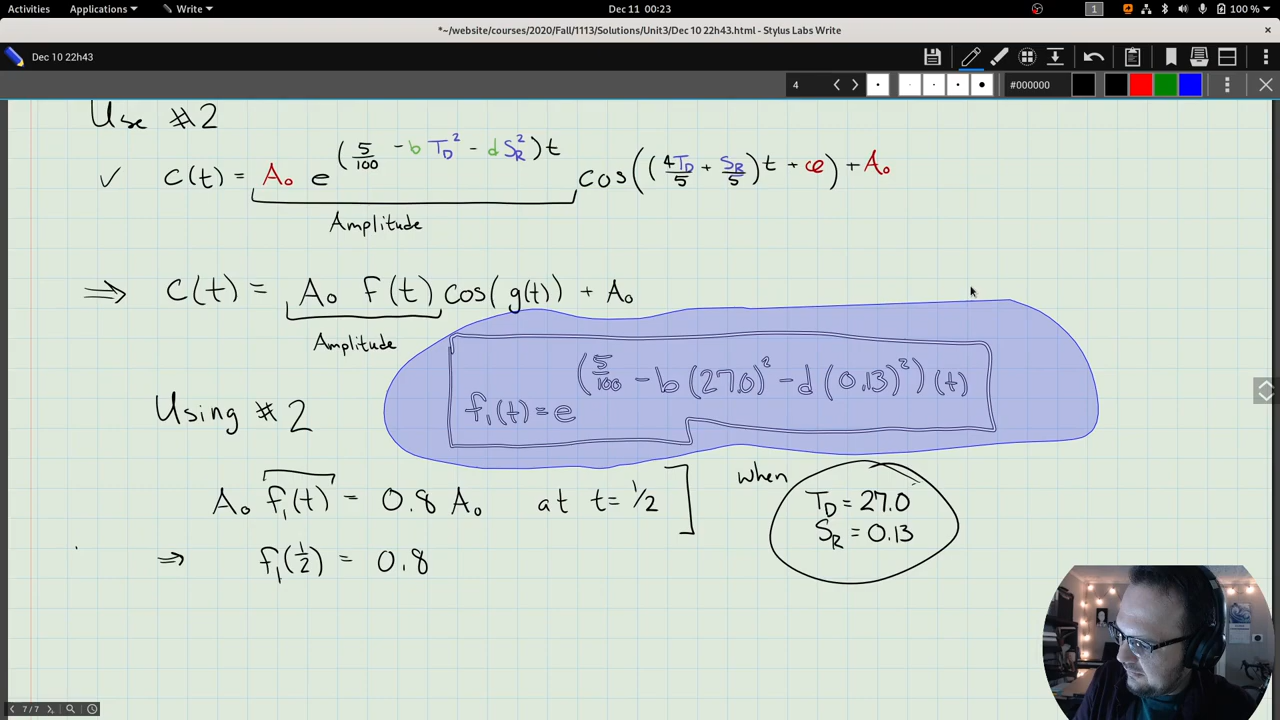 Activities Applications Write Dec 11 00:23 1 100 %
*~/website/courses/2020/Fall/1113/Solutions/Unit3/Dec 10 22h43.html - Stylus Labs Write
Dec 10 22h43
4 #000000
Use #2
✓ C(t) = A₀ e^(5/100 - b T_D² - d S_R²)t cos((4T_D/5 + S_R/5)t + φ) + A₀
Amplitude
⇒ C(t) = A₀ f(t) cos(g(t)) + A₀
Amplitude
f₁(t) = e^(5/100 - b(27.0)² - d(0.13)²)(t)
Using #2
A₀ f₁(t) = 0.8 A₀ at t = 1/2 ] when
T_D = 27.0
S_R = 0.13
⇒ f₁(1/2) = 0.8
7 / 7